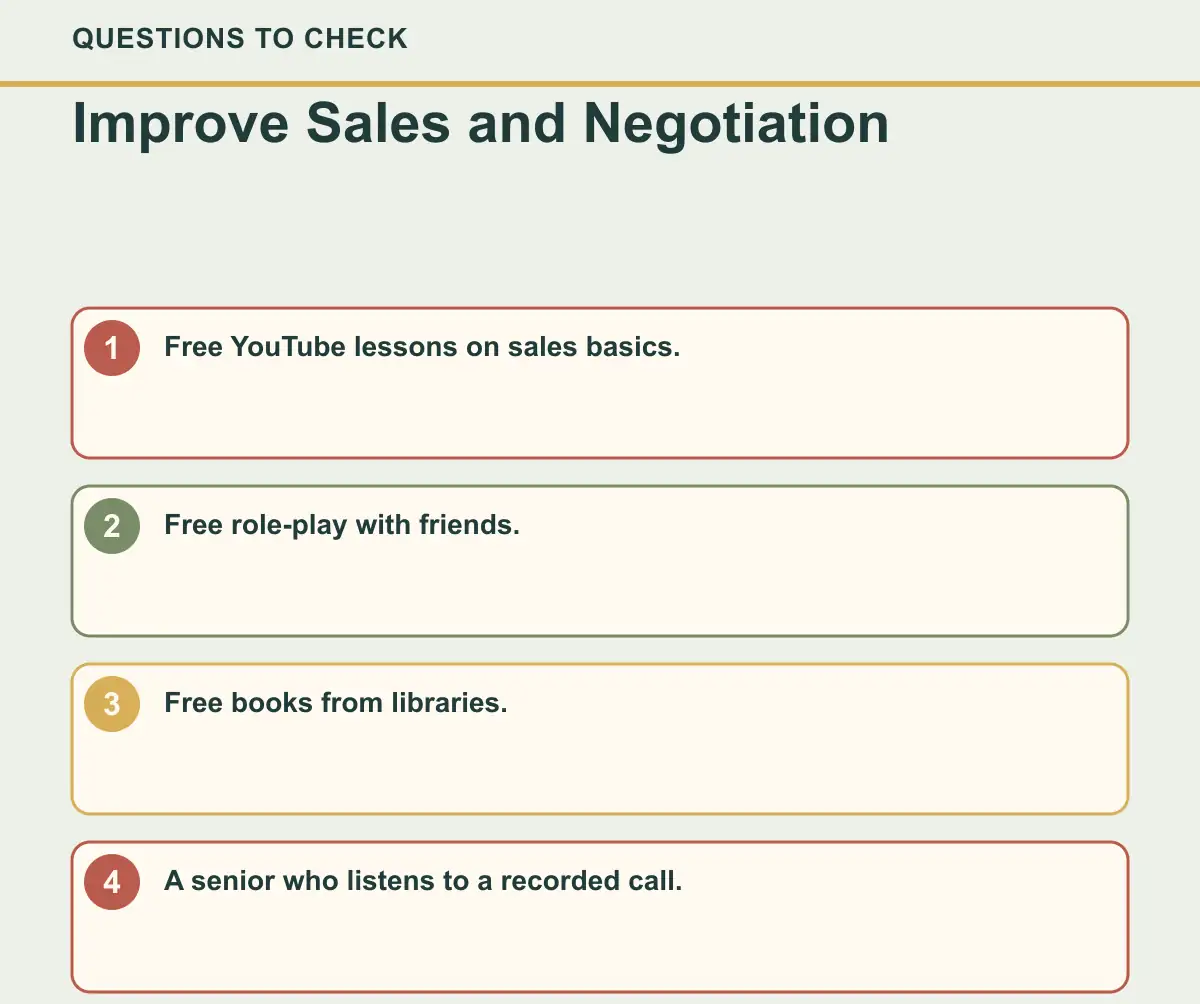 QUESTIONS TO CHECK
Improve Sales and Negotiation
1
Free YouTube lessons on sales basics.
2
Free role-play with friends.
3
Free books from libraries.
4
A senior who listens to a recorded call.